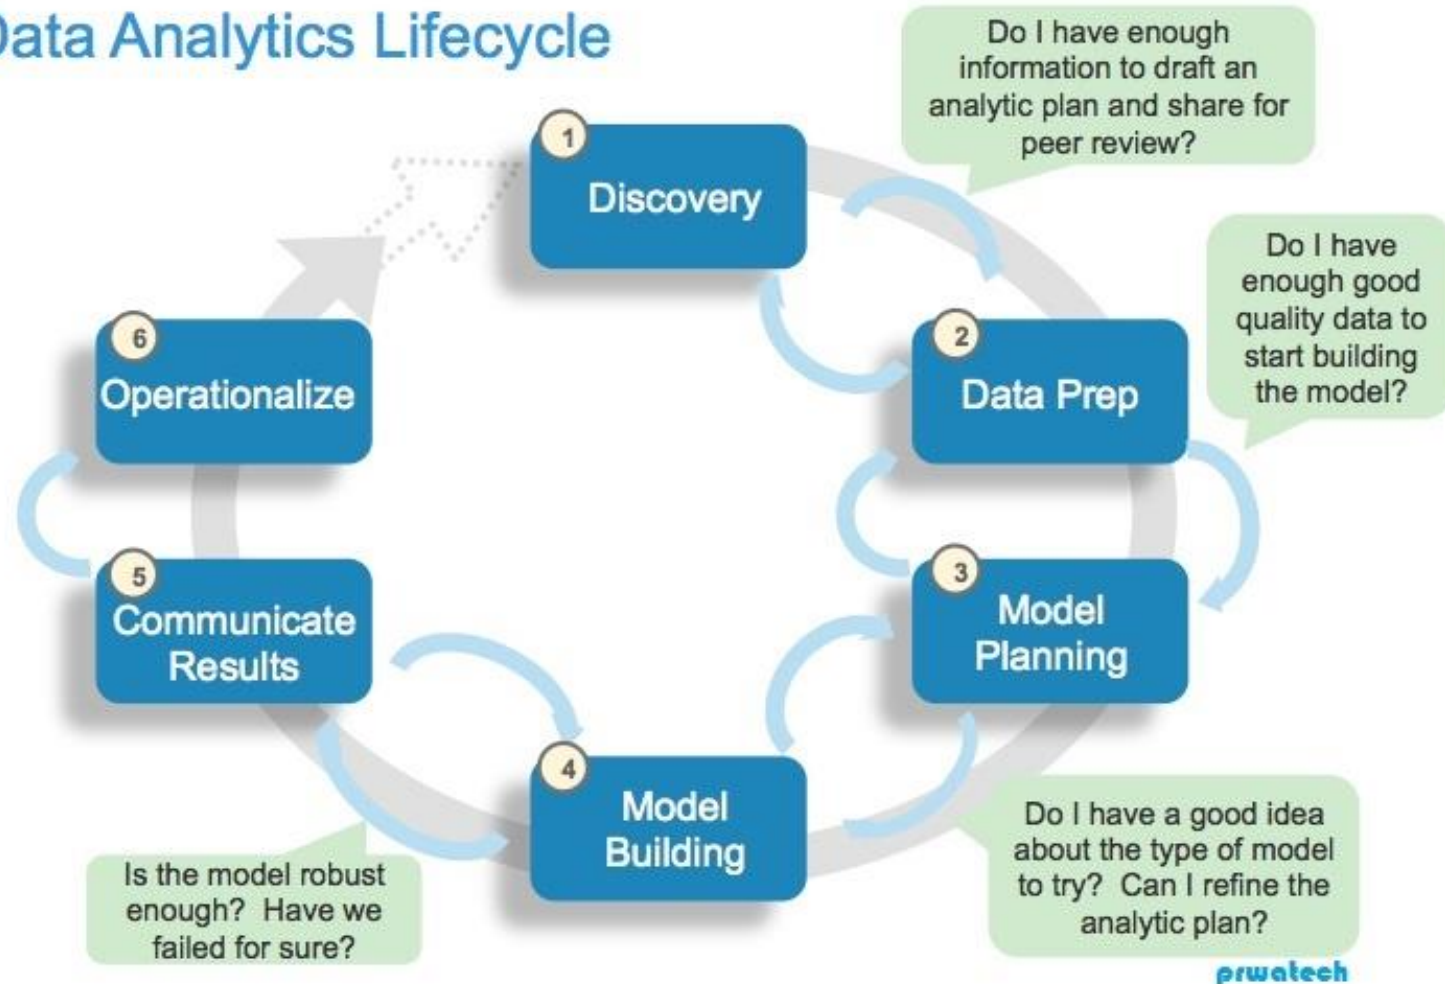 Data Analytics Lifecycle
Do I have enough
information to draft an
analytic plan and share for
peer review?
1
Discovery
Do I have
enough good
quality data to
start building
the model?
2
Data Prep
6
Operationalize
3
Model
Planning
5
Communicate
Results
4
Model
Building
Do I have a good idea
about the type of model
to try? Can I refine the
analytic plan?
Is the model robust
enough? Have we
failed for sure?
prwatech